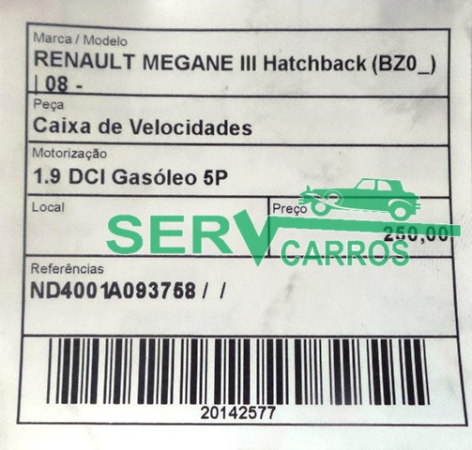 Marca / Modelo
RENAULT MEGANE III Hatchback (BZ0_)
| 08 -
Peça
Caixa de Velocidades
Motorização
1.9 DCI Gasóleo 5P
Local
Preço
250,00
SERV
CARROS
Referências
ND4001A093758 / /
20142577